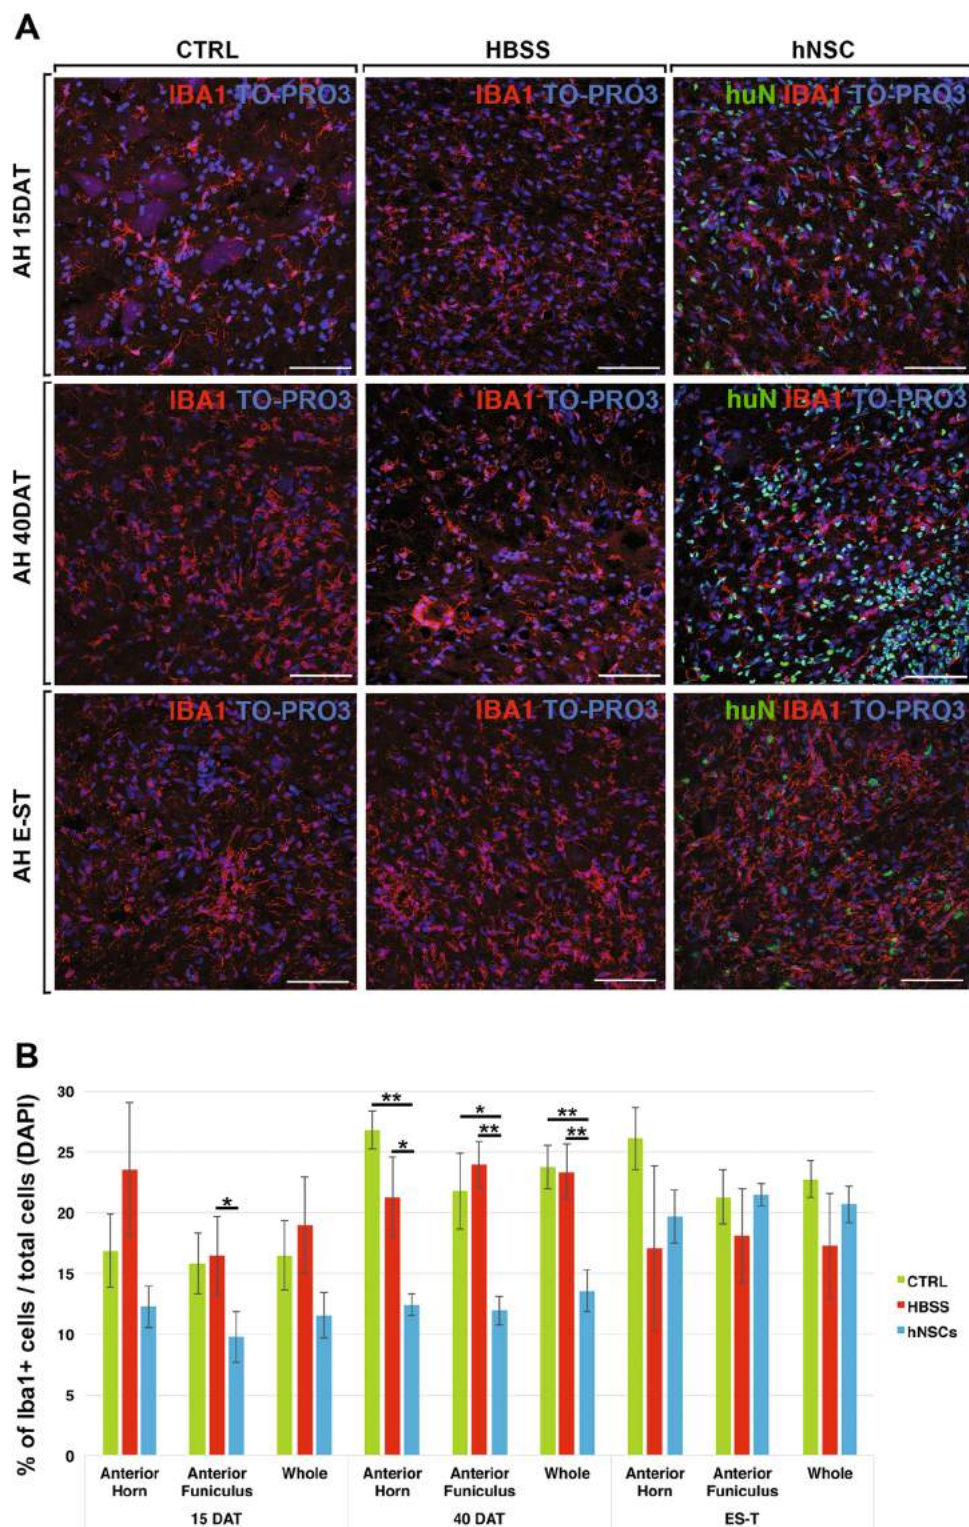 A
CTRL
HBSS
hNSC
AH 15DAT
IBA1 TO-PRO3
IBA1 TO-PRO3
huN IBA1 TO-PRO3
AH 40DAT
IBA1 TO-PRO3
IBA1 TO-PRO3
huN IBA1 TO-PRO3
AH E-ST
IBA1 TO-PRO3
IBA1 TO-PRO3
huN IBA1 TO-PRO3
B
% of Iba1+ cells / total cells (DAPI)
30
25
20
15
10
5
0
*
**
*
*
**
**
**
CTRL
HBSS
hNSCs
Anterior Horn
Anterior Funiculus
Whole
Anterior Horn
Anterior Funiculus
Whole
Anterior Horn
Anterior Funiculus
Whole
15 DAT
40 DAT
ES-T